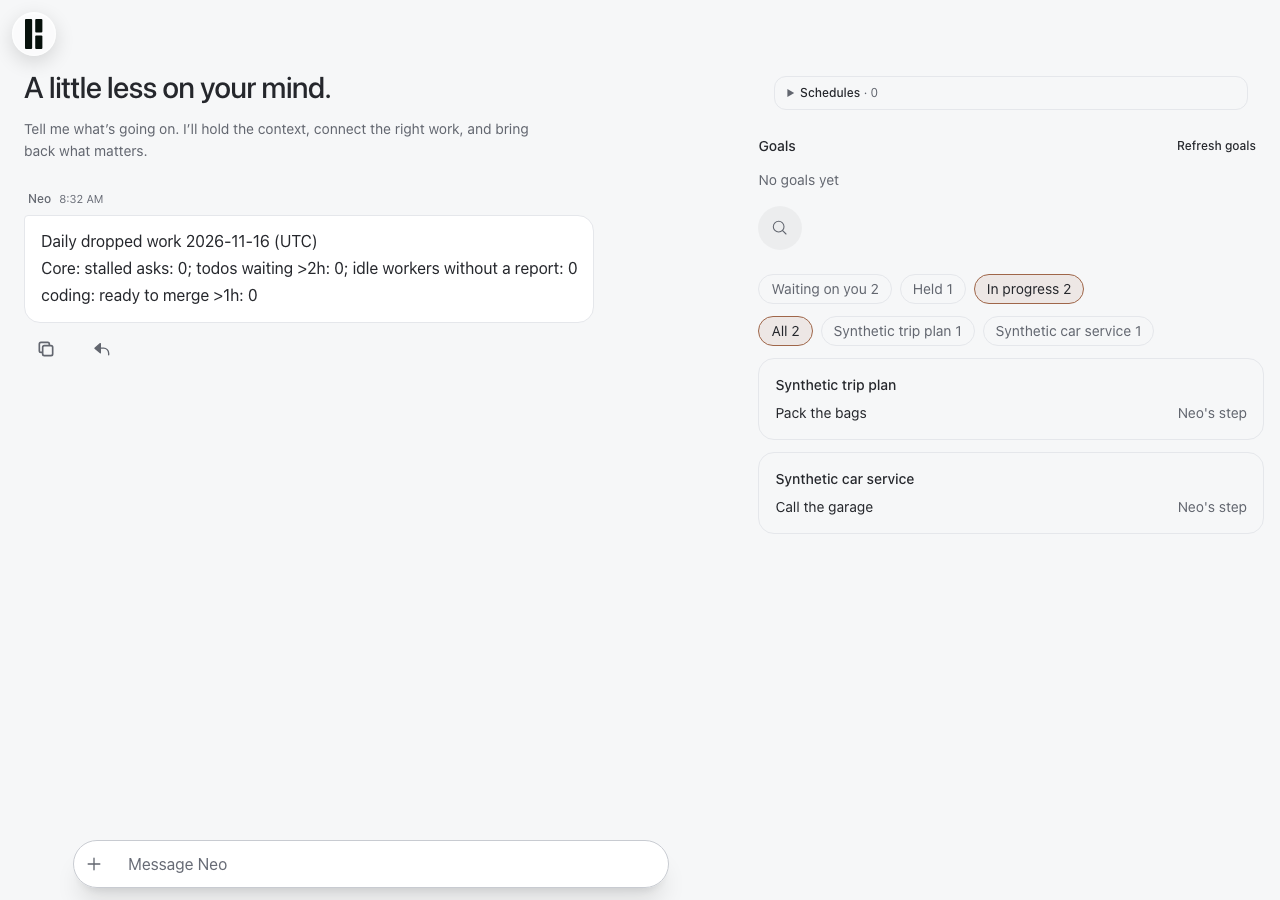 A little less on your mind.
Tell me what’s going on. I’ll hold the context, connect the right work, and bring
back what matters.
Neo 8:32 AM
Daily dropped work 2026-11-16 (UTC)
Core: stalled asks: 0; todos waiting >2h: 0; idle workers without a report: 0
coding: ready to merge >1h: 0
Message Neo
Schedules · 0
Goals Refresh goals
No goals yet
Waiting on you 2 Held 1 In progress 2
All 2 Synthetic trip plan 1 Synthetic car service 1
Synthetic trip plan
Pack the bags Neo's step
Synthetic car service
Call the garage Neo's step